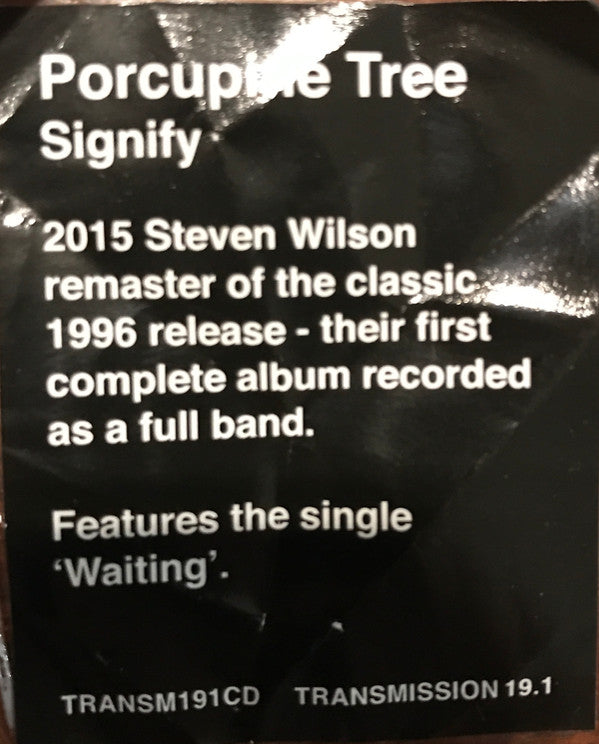 Porcupine Tree
Signify
2015 Steven Wilson
remaster of the classic
1996 release - their first
complete album recorded
as a full band.
Features the single
‘Waiting’.
TRANSM191CD TRANSMISSION 19.1